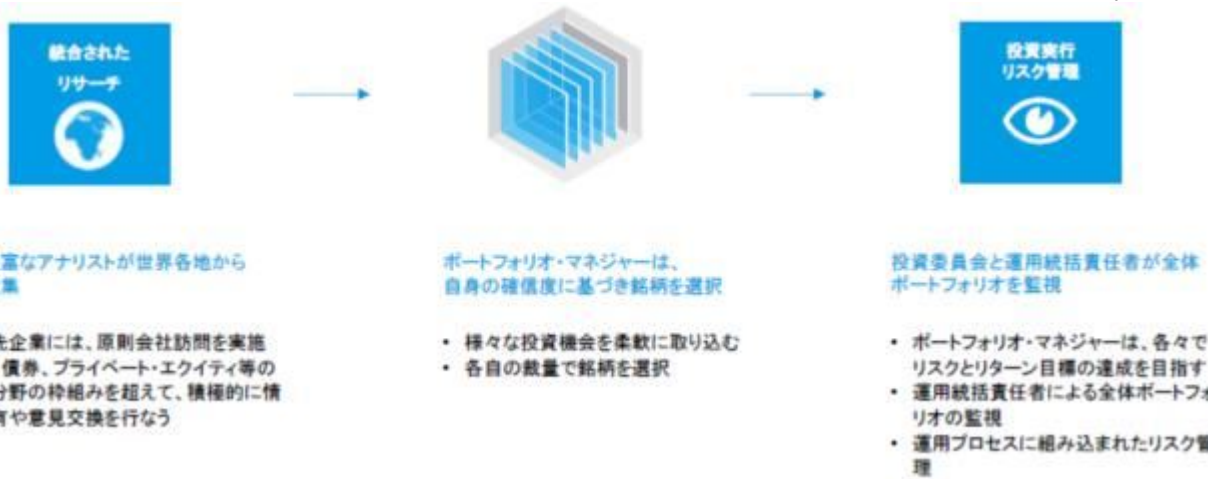 統合された
リサーチ
投資実行
リスク管理
富なアナリストが世界各地から
集
先企業には、原則会社訪問を実施
債券、プライベート・エクイティ等の
分野の枠組みを超えて、積極的に情
有や意見交換を行なう
ポートフォリオ・マネジャーは、
自身の確信度に基づき銘柄を選択
• 様々な投資機会を柔軟に取り込む
• 各自の裁量で銘柄を選択
投資委員会と運用統括責任者が全体
ポートフォリオを監視
• ポートフォリオ・マネジャーは、各々で
リスクとリターン目標の達成を目指す
• 運用統括責任者による全体ポートフォ
リオの監視
• 運用プロセスに組み込まれたリスク管
理